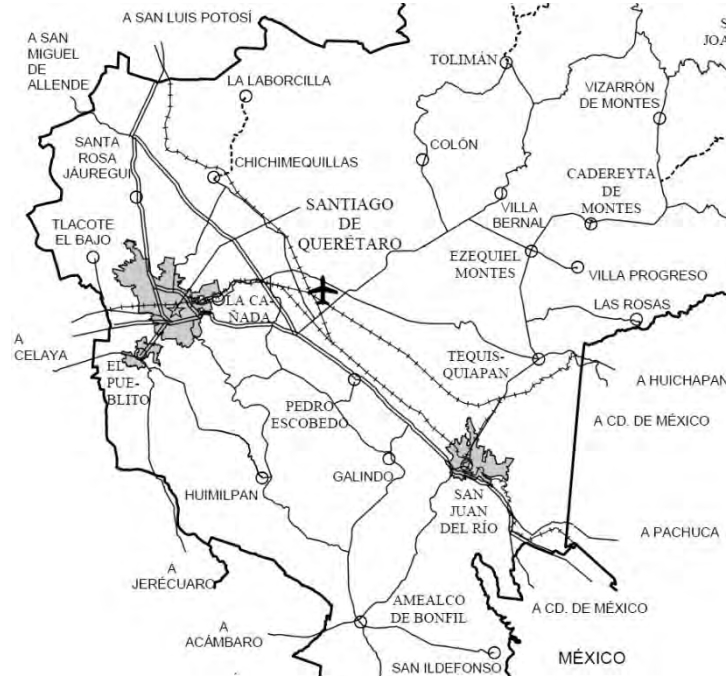 A SAN LUIS POTOSÍ
A SAN
MIGUEL
DE
ALLENDE
S
JOA
TOLIMÁN
LA LABORCILLA
VIZARRÓN
DE MONTES
SANTA
ROSA
JÁUREGUI
COLÓN
CHICHIMEQUILLAS
CADEREYTA
DE
MONTES
SANTIAGO
DE
QUERÉTARO
VILLA
BERNAL
TLACOTE
EL BAJO
EZEQUIEL
MONTES
VILLA PROGRESO
LA CA-
ÑADA
LAS ROSAS
A
CELAYA
TEQUIS-
QUIAPAN
EL
PUE-
BLITO
A HUICHAPAN
PEDRO
ESCOBEDO
A CD. DE MÉXICO
GALINDO
HUIMILPAN
SAN
JUAN
DEL RÍO
A PACHUCA
A
JERÉCUARO
AMEALCO
DE BONFIL
A CD. DE MÉXICO
A
ACÁMBARO
SAN ILDEFONSO
MÉXICO